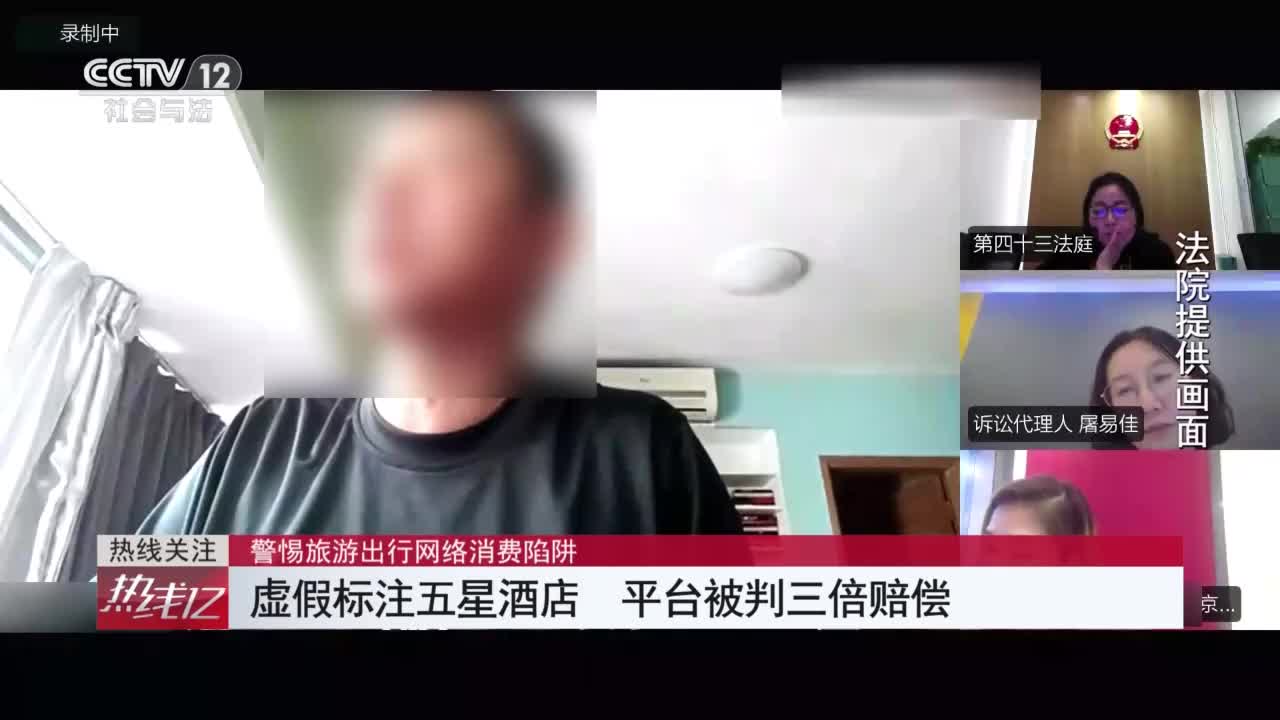 录制中
CCTV 12
社会与法
第四十三法庭
法院提供画面
诉讼代理人 屠易佳
热线关注
警惕旅游出行网络消费陷阱
热线12
虚假标注五星酒店 平台被判三倍赔偿
京...